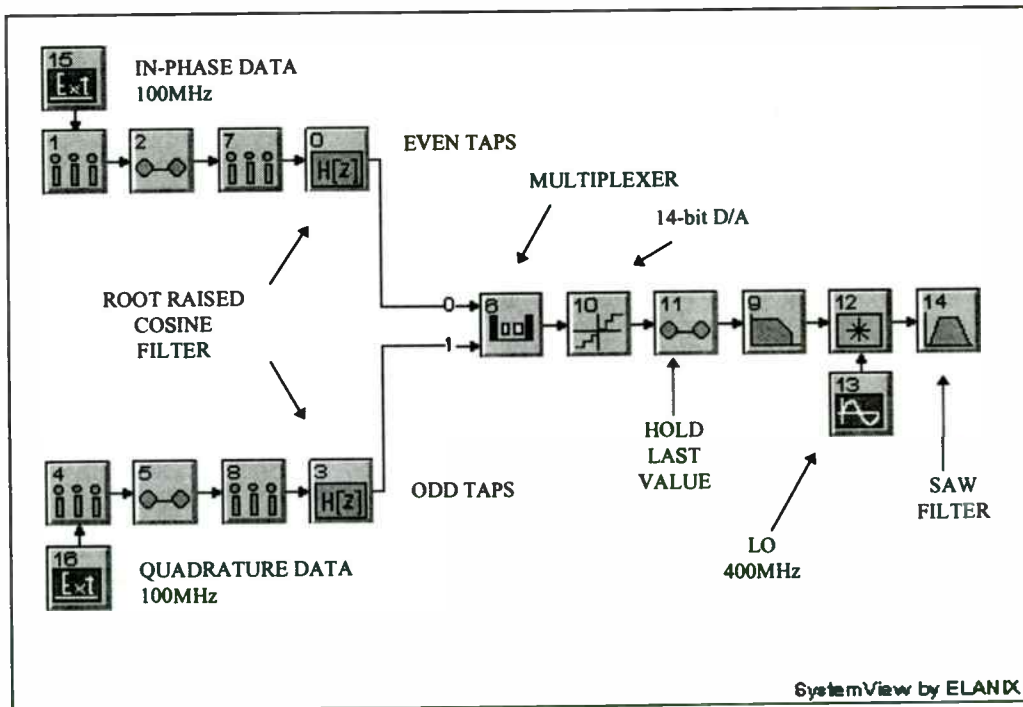 15
Ext
IN-PHASE DATA
100MHz
1
2
7
0
H[Z]
EVEN TAPS
MULTIPLEXER
14-bit D/A
ROOT RAISED
COSINE
FILTER
0
1
6
10
11
9
12
14
13
HOLD
LAST
VALUE
SAW
FILTER
LO
400MHz
4
5
8
3
H[Z]
ODD TAPS
16
Ext
QUADRATURE DATA
100MHz
SystemView by ELANIX